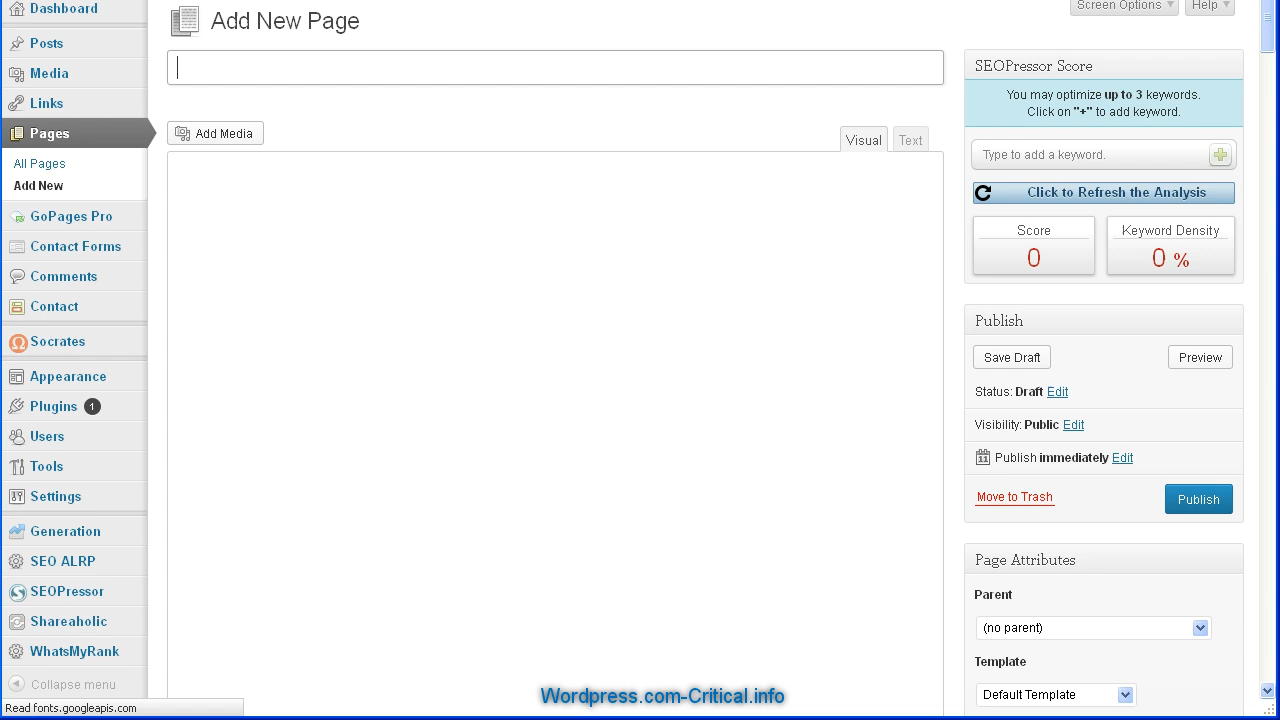 Dashboard
Posts
Media
Links
Pages
All Pages
Add New
GoPages Pro
Contact Forms
Comments
Contact
Socrates
Appearance
Plugins 1
Users
Tools
Settings
Generation
SEO ALRP
SEOPressor
Shareaholic
WhatsMyRank
Collapse menu
Read fonts.googleapis.com
Screen Options
Help
Add New Page
Add Media
Visual
Text
SEOPressor Score
You may optimize up to 3 keywords.
Click on "+" to add keyword.
Type to add a keyword.
Click to Refresh the Analysis
Score
0
Keyword Density
0 %
Publish
Save Draft
Preview
Status: Draft Edit
Visibility: Public Edit
11
Publish immediately Edit
Move to Trash
Publish
Page Attributes
Parent
(no parent)
Template
Default Template
Wordpress.com-Critical.info